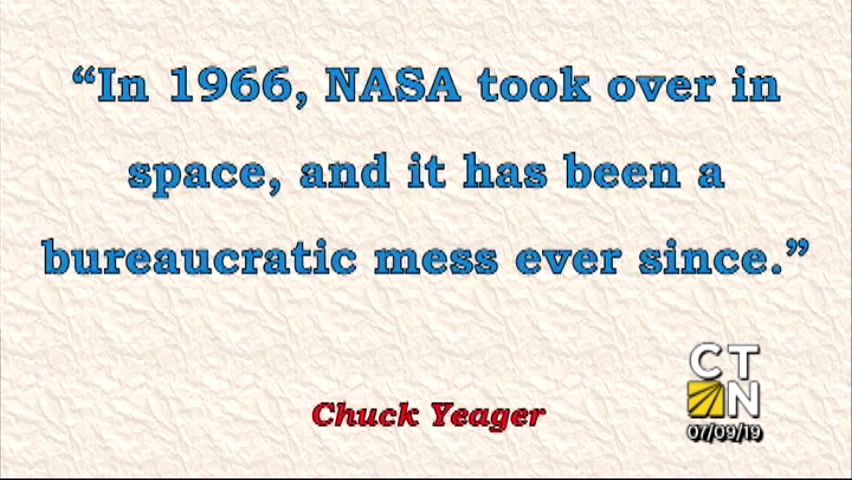 “In 1966, NASA took over in
space, and it has been a
bureaucratic mess ever since.”
Chuck Yeager
CT
N
07/09/19